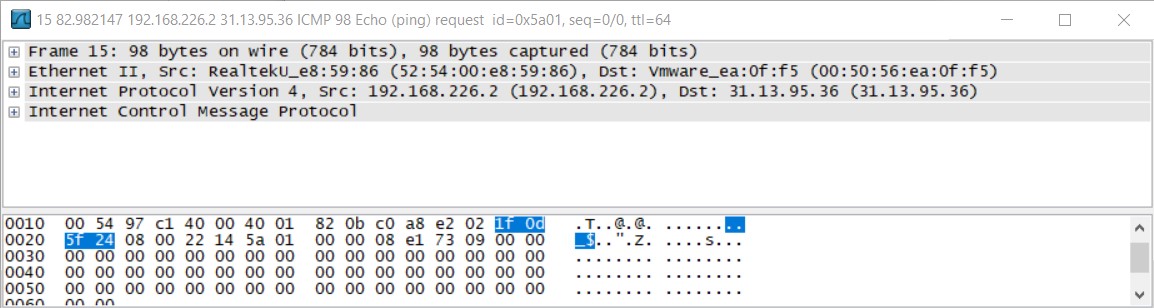 15 82.982147 192.168.226.2 31.13.95.36 ICMP 98 Echo (ping) request id=0x5a01, seq=0/0, ttl=64
Frame 15: 98 bytes on wire (784 bits), 98 bytes captured (784 bits)
Ethernet II, Src: RealtekU_e8:59:86 (52:54:00:e8:59:86), Dst: Vmware_ea:0f:f5 (00:50:56:ea:0f:f5)
Internet Protocol Version 4, Src: 192.168.226.2 (192.168.226.2), Dst: 31.13.95.36 (31.13.95.36)
Internet Control Message Protocol
0010 00 54 97 c1 40 00 40 01 82 0b c0 a8 e2 02 1f 0d .T..@.@. ........
0020 5f 24 08 00 22 14 5a 01 00 00 08 e1 73 09 00 00 _$..".Z. ....s...
0030 00 00 00 00 00 00 00 00 00 00 00 00 00 00 00 00 ........ ........
0040 00 00 00 00 00 00 00 00 00 00 00 00 00 00 00 00 ........ ........
0050 00 00 00 00 00 00 00 00 00 00 00 00 00 00 00 00 ........ ........
0060 00 00